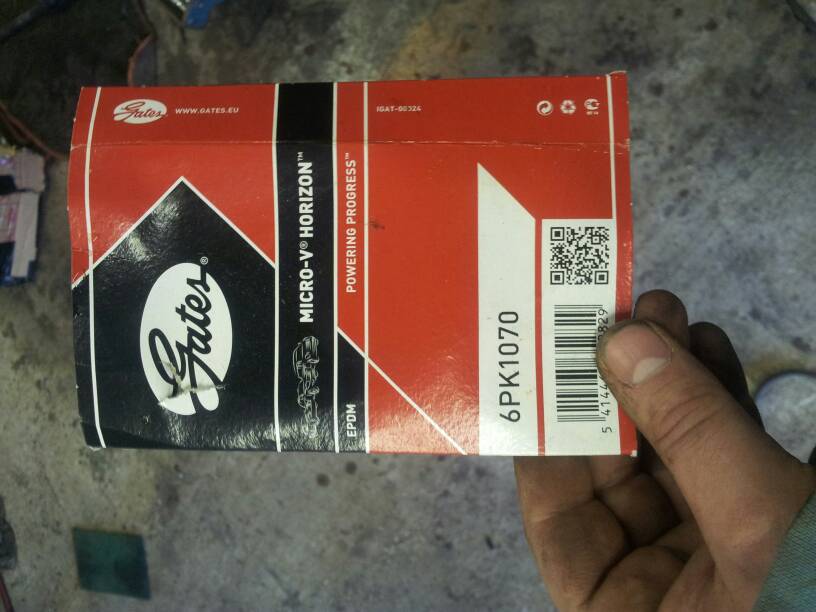 Gates
WWW.GATES.EU
IGAT-00324
Gates®
MICRO-V® HORIZON™
POWERING PROGRESS™
EPDM
6PK1070